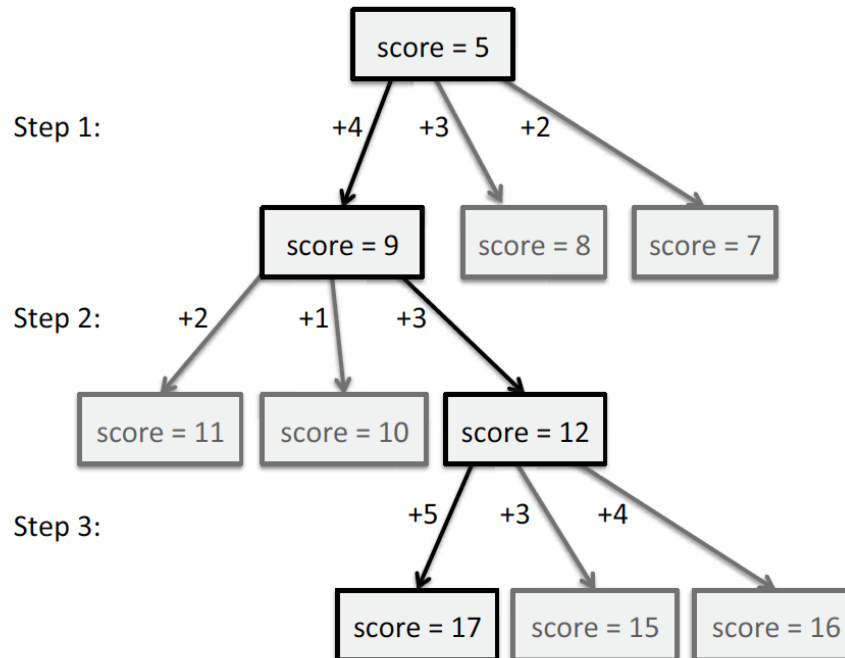 score = 5
Step 1:
+4
+3
+2
score = 9
score = 8
score = 7
Step 2:
+2
+1
+3
score = 11
score = 10
score = 12
Step 3:
+5
+3
+4
score = 17
score = 15
score = 16